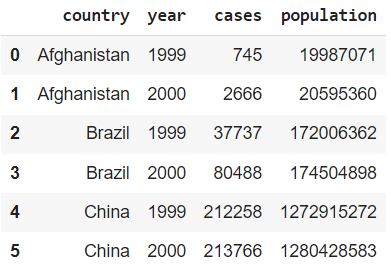 country year cases population
0 Afghanistan 1999 745 19987071
1 Afghanistan 2000 2666 20595360
2 Brazil 1999 37737 172006362
3 Brazil 2000 80488 174504898
4 China 1999 212258 1272915272
5 China 2000 213766 1280428583